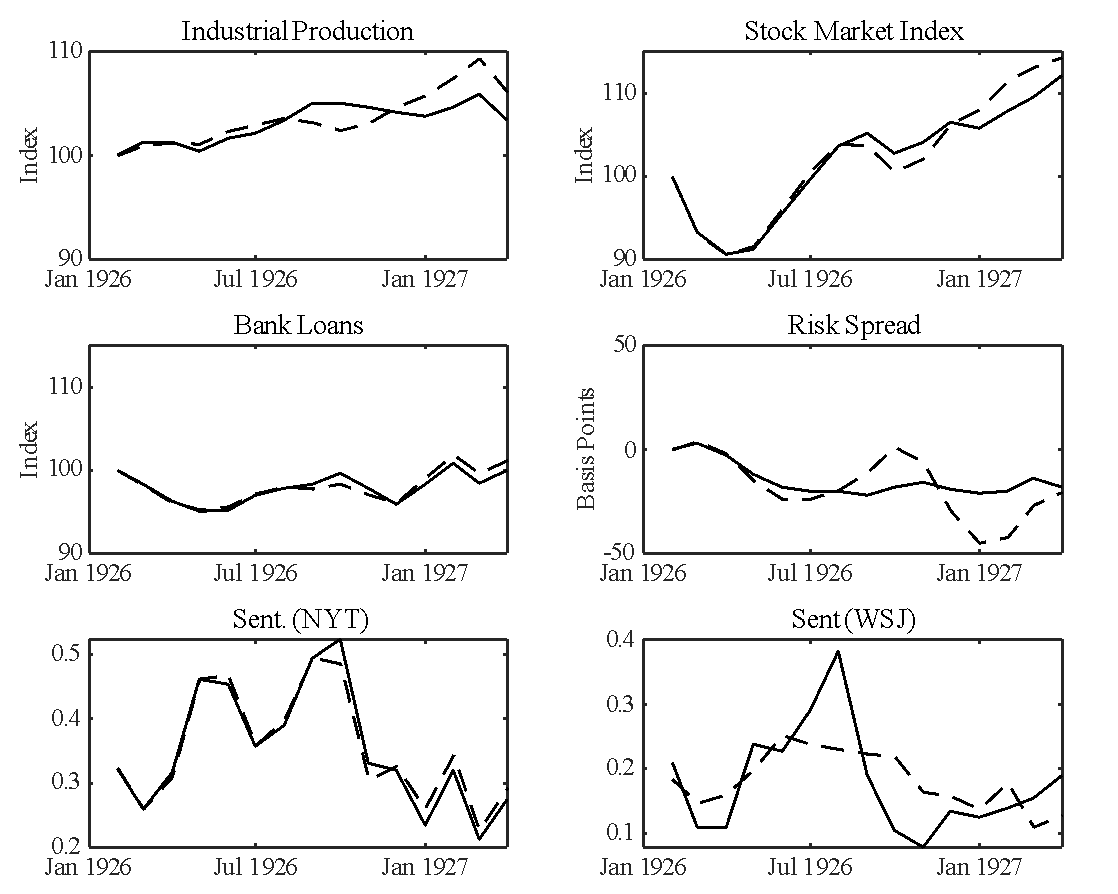 Industrial Production
110
100
90
Index
Jan 1926
Jul 1926
Jan 1927
Stock Market Index
110
100
90
Index
Jan 1926
Jul 1926
Jan 1927
Bank Loans
110
100
90
Index
Jan 1926
Jul 1926
Jan 1927
Risk Spread
50
0
-50
Basis Points
Jan 1926
Jul 1926
Jan 1927
Sent. (NYT)
0.5
0.4
0.3
0.2
Jan 1926
Jul 1926
Jan 1927
Sent (WSJ)
0.4
0.3
0.2
0.1
Jan 1926
Jul 1926
Jan 1927